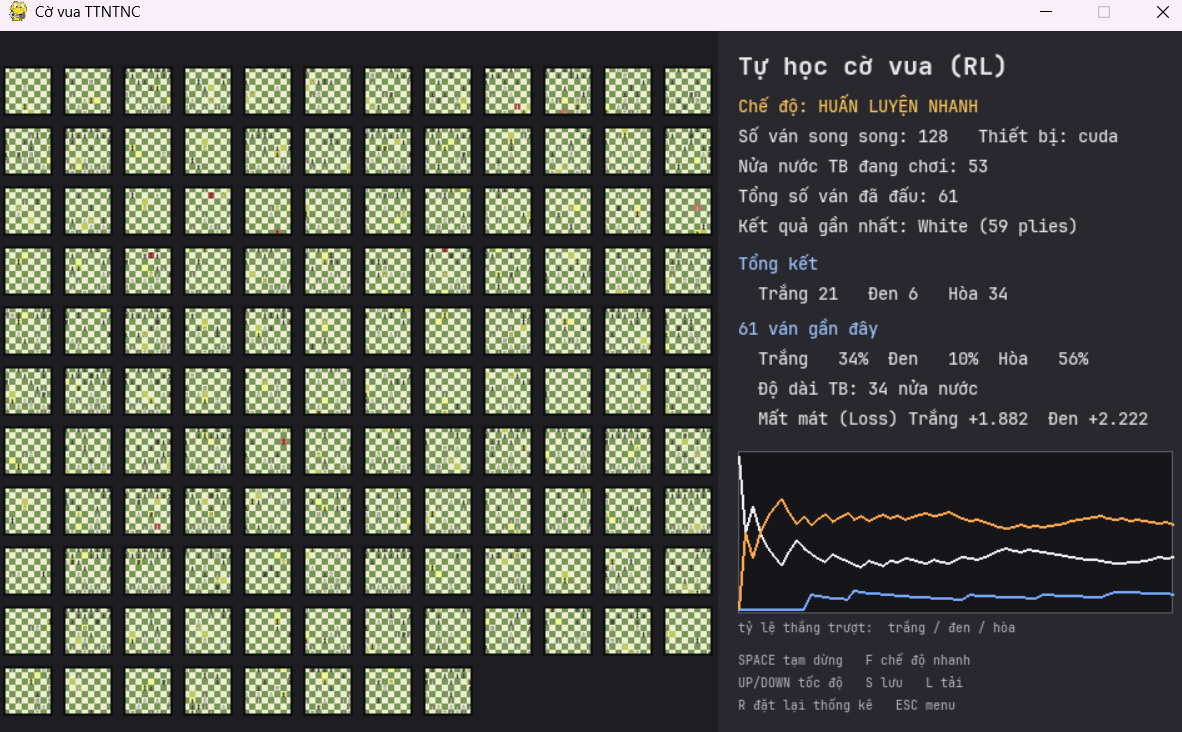 Cờ vua TTNTNC
Tự học cờ vua (RL)
Chế độ: HUẤN LUYỆN NHANH
Số ván song song: 128 Thiết bị: cuda
Nửa nước TB đang chơi: 53
Tổng số ván đã đấu: 61
Kết quả gần nhất: White (59 plies)
Tổng kết
Trắng 21 Đen 6 Hòa 34
61 ván gần đây
Trắng 34% Đen 10% Hòa 56%
Độ dài TB: 34 nửa nước
Mất mát (Loss) Trắng +1.882 Đen +2.222
tỷ lệ thắng trượt: trắng / đen / hòa
SPACE tạm dừng F chế độ nhanh
UP/DOWN tốc độ S lưu L tải
R đặt lại thống kê ESC menu